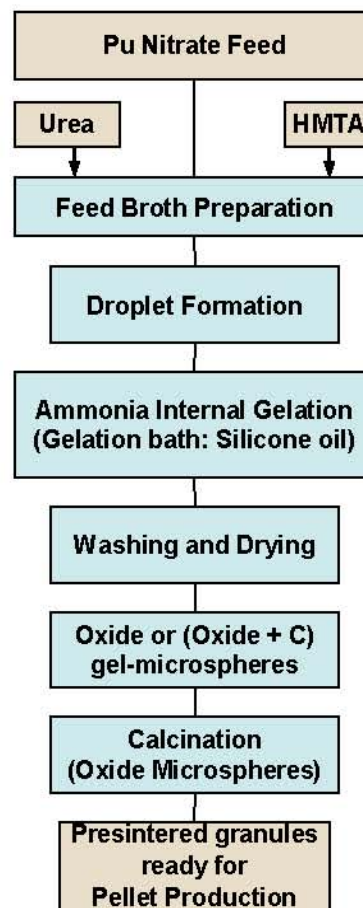 Pu Nitrate Feed
Urea
HMTA
Feed Broth Preparation
Droplet Formation
Ammonia Internal Gelation
(Gelation bath: Silicone oil)
Washing and Drying
Oxide or (Oxide + C)
gel-microspheres
Calcination
(Oxide Microspheres)
Presintered granules
ready for
Pellet Production